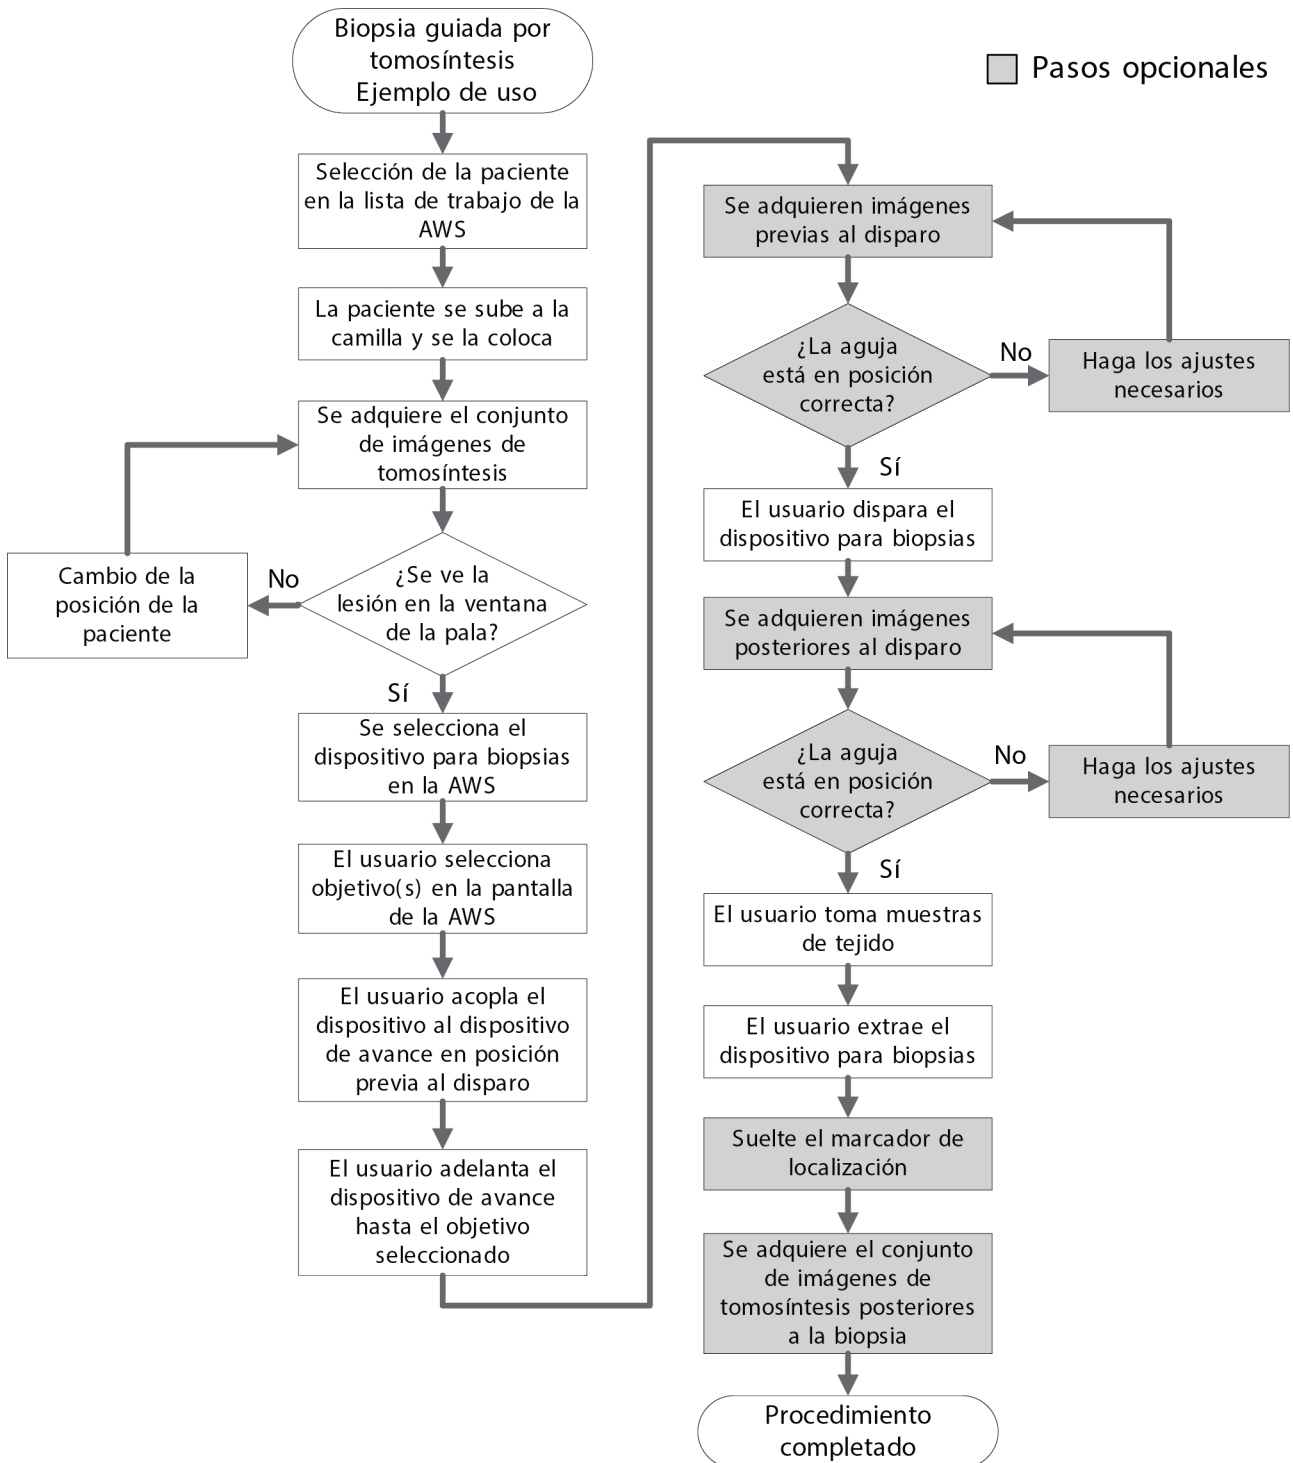 Biopsia guiada por
tomosíntesis
Ejemplo de uso
Pasos opcionales
Selección de la paciente
en la lista de trabajo de la
AWS
La paciente se sube a la
camilla y se la coloca
Se adquiere el conjunto
de imágenes de
tomosíntesis
¿Se ve la
lesión en la ventana
de la pala?
No
Cambio de la
posición de la
paciente
Sí
Se selecciona el
dispositivo para biopsias
en la AWS
El usuario selecciona
objetivo(s) en la pantalla
de la AWS
El usuario acopla el
dispositivo al dispositivo
de avance en posición
previa al disparo
El usuario adelanta el
dispositivo de avance
hasta el objetivo
seleccionado
Se adquieren imágenes
previas al disparo
¿La aguja
está en posición
correcta?
No
Haga los ajustes
necesarios
Sí
El usuario dispara el
dispositivo para biopsias
Se adquieren imágenes
posteriores al disparo
¿La aguja
está en posición
correcta?
No
Haga los ajustes
necesarios
Sí
El usuario toma muestras
de tejido
El usuario extrae el
dispositivo para biopsias
Suelte el marcador de
localización
Se adquiere el conjunto
de imágenes de
tomosíntesis posteriores
a la biopsia
Procedimiento
completado